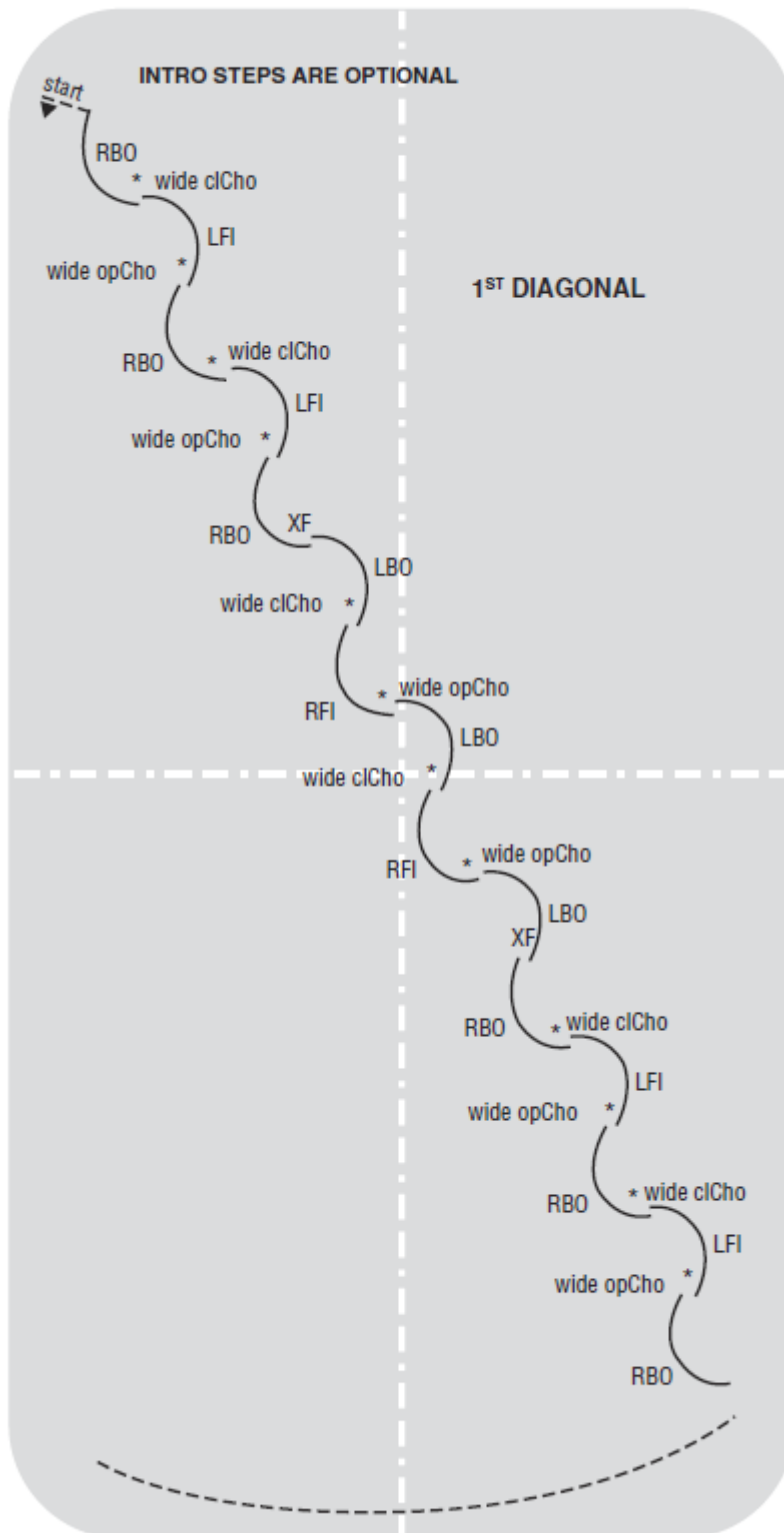 INTRO STEPS ARE OPTIONAL
start
RBO
* wide clCho
LFI
wide opCho *
1ST DIAGONAL
* wide clCho
RBO
LFI
wide opCho *
XF
RBO
LBO
wide clCho *
* wide opCho
RFI
LBO
wide clCho *
* wide opCho
RFI
LBO
XF
* wide clCho
RBO
LFI
wide opCho *
* wide clCho
RBO
LFI
wide opCho *
RBO